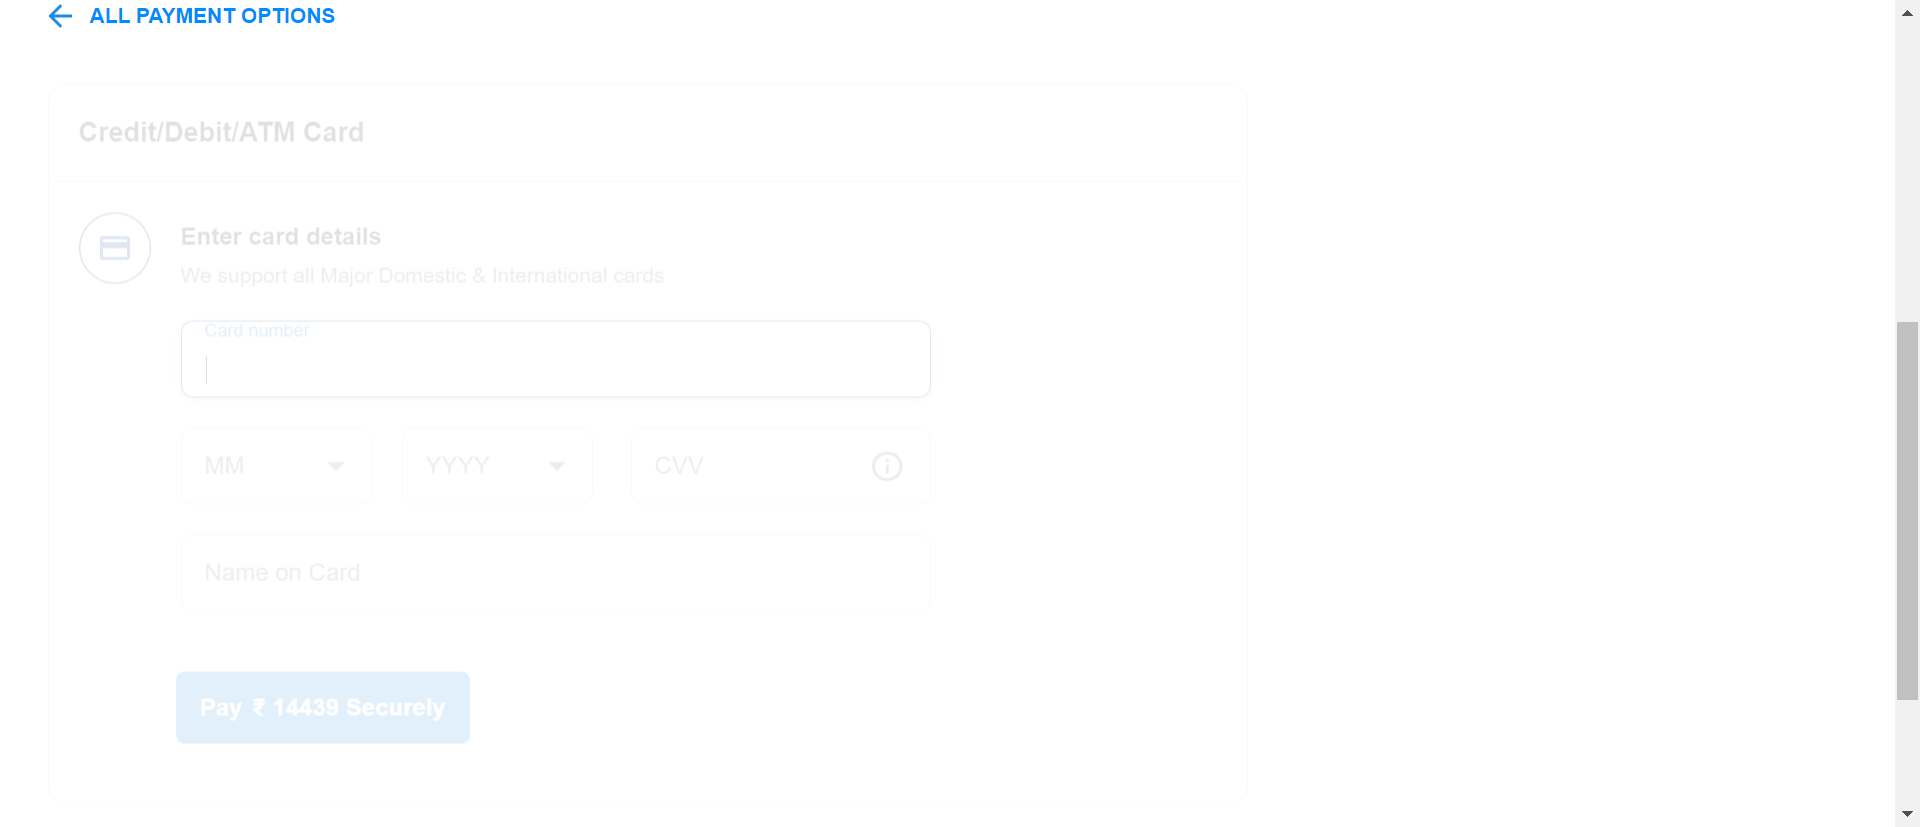 ALL PAYMENT OPTIONS
Credit/Debit/ATM Card
Enter card details
We support all Major Domestic & International cards
Card number
MM YYYY CVV
Name on Card
Pay ₹ 14439 Securely